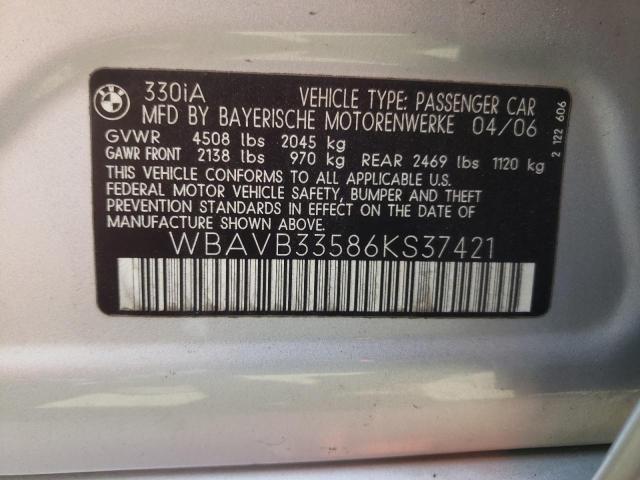 BMW
330iA VEHICLE TYPE: PASSENGER CAR
MFD BY BAYERISCHE MOTORENWERKE 04/06
GVWR 4508 lbs 2045 kg
GAWR FRONT 2138 lbs 970 kg REAR 2469 lbs 1120 kg
THIS VEHICLE CONFORMS TO ALL APPLICABLE U.S.
FEDERAL MOTOR VEHICLE SAFETY, BUMPER AND THEFT
PREVENTION STANDARDS IN EFFECT ON THE DATE OF
MANUFACTURE SHOWN ABOVE.
WBAVB33586KS37421
2 122 606